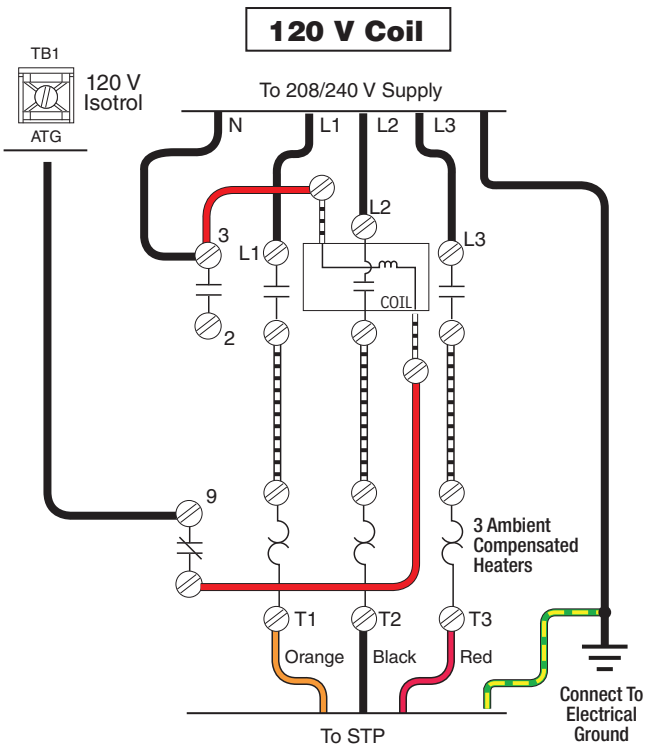 120 V Coil
TB1
120 V
Isotrol
ATG
To 208/240 V Supply
N
L1
L2
L3
L2
3
L1
L3
COIL
2
9
3 Ambient
Compensated
Heaters
T1
T2
T3
Orange
Black
Red
Connect To
Electrical
Ground
To STP